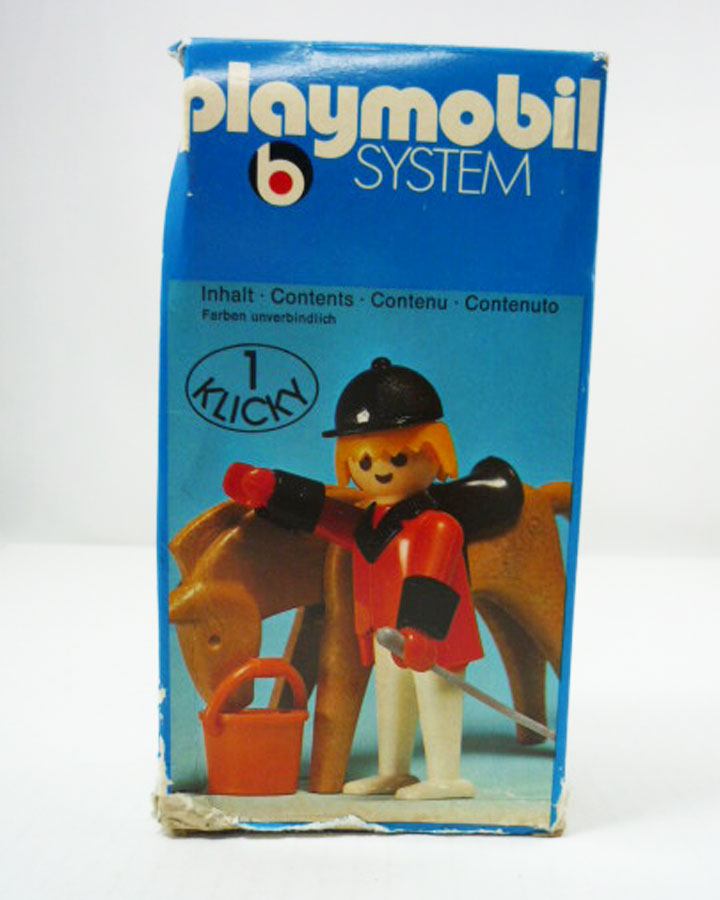 playmobil
b SYSTEM
Inhalt · Contents · Contenu · Contenuto
Farben unverbindlich
1
KLICKY